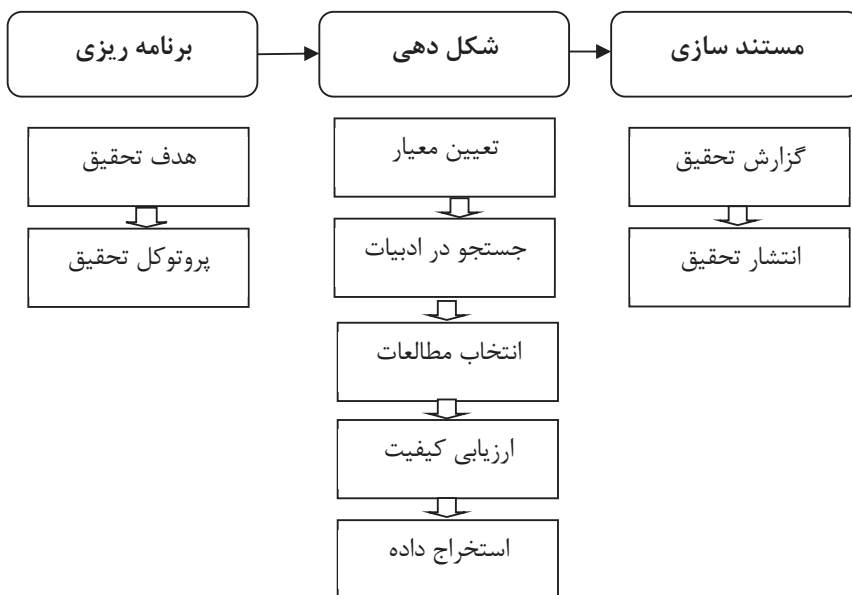 برنامه ریزی
شکل دهی
مستند سازی
هدف تحقیق
پروتوکل تحقیق
تعیین معیار
جستجو در ادبیات
انتخاب مطالعات
ارزیابی کیفیت
استخراج داده
گزارش تحقیق
انتشار تحقیق